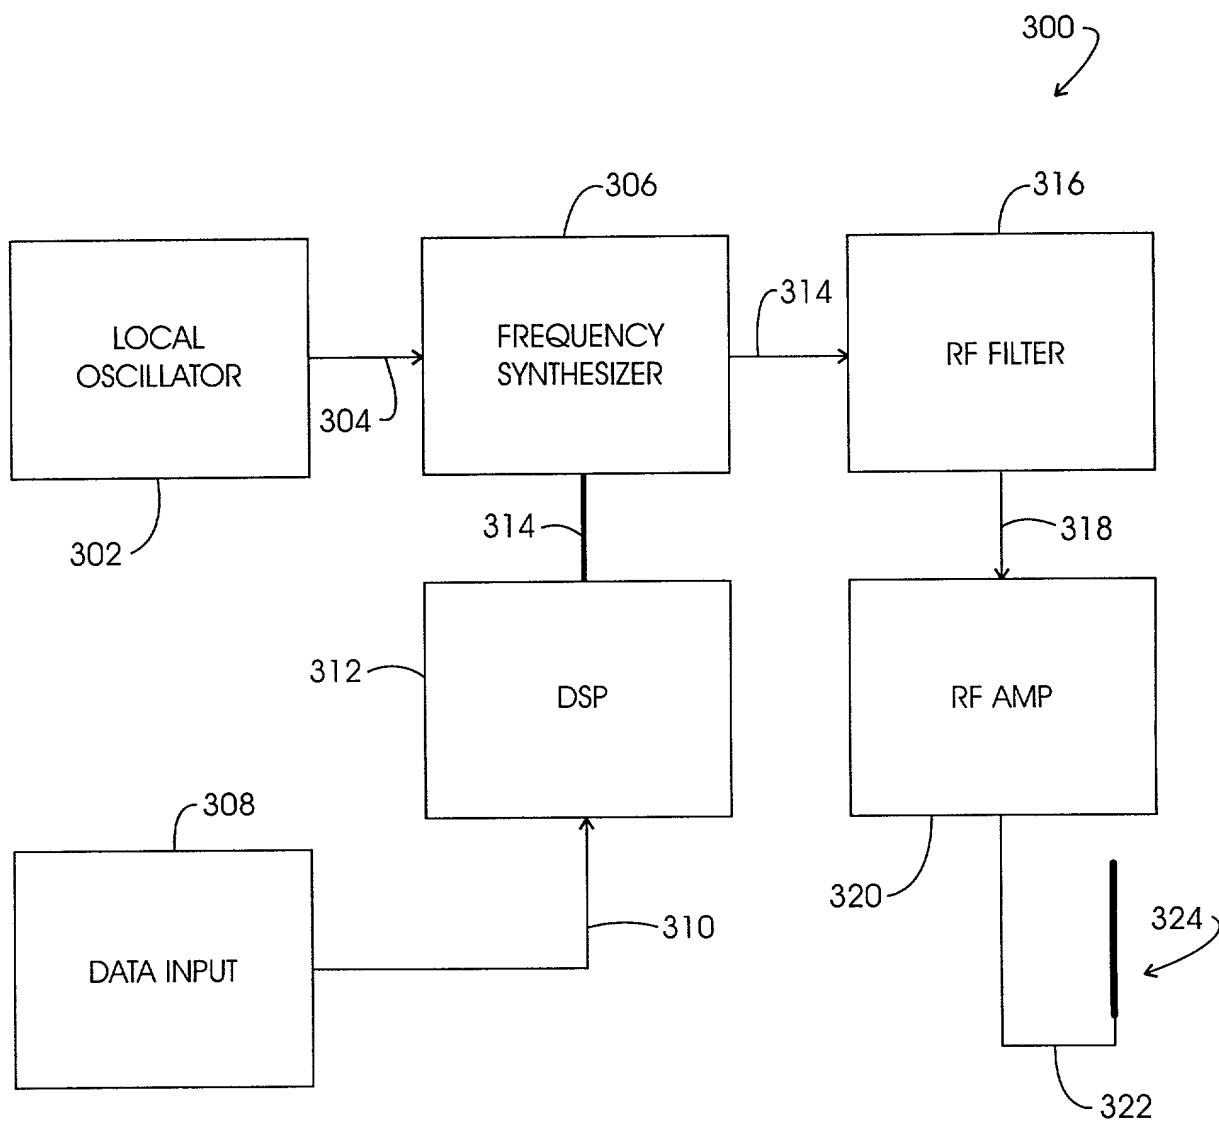 300
306
316
LOCAL
OSCILLATOR
304
302
FREQUENCY
SYNTHESIZER
314
RF FILTER
314
318
312
DSP
RF AMP
308
320
324
DATA INPUT
310
322